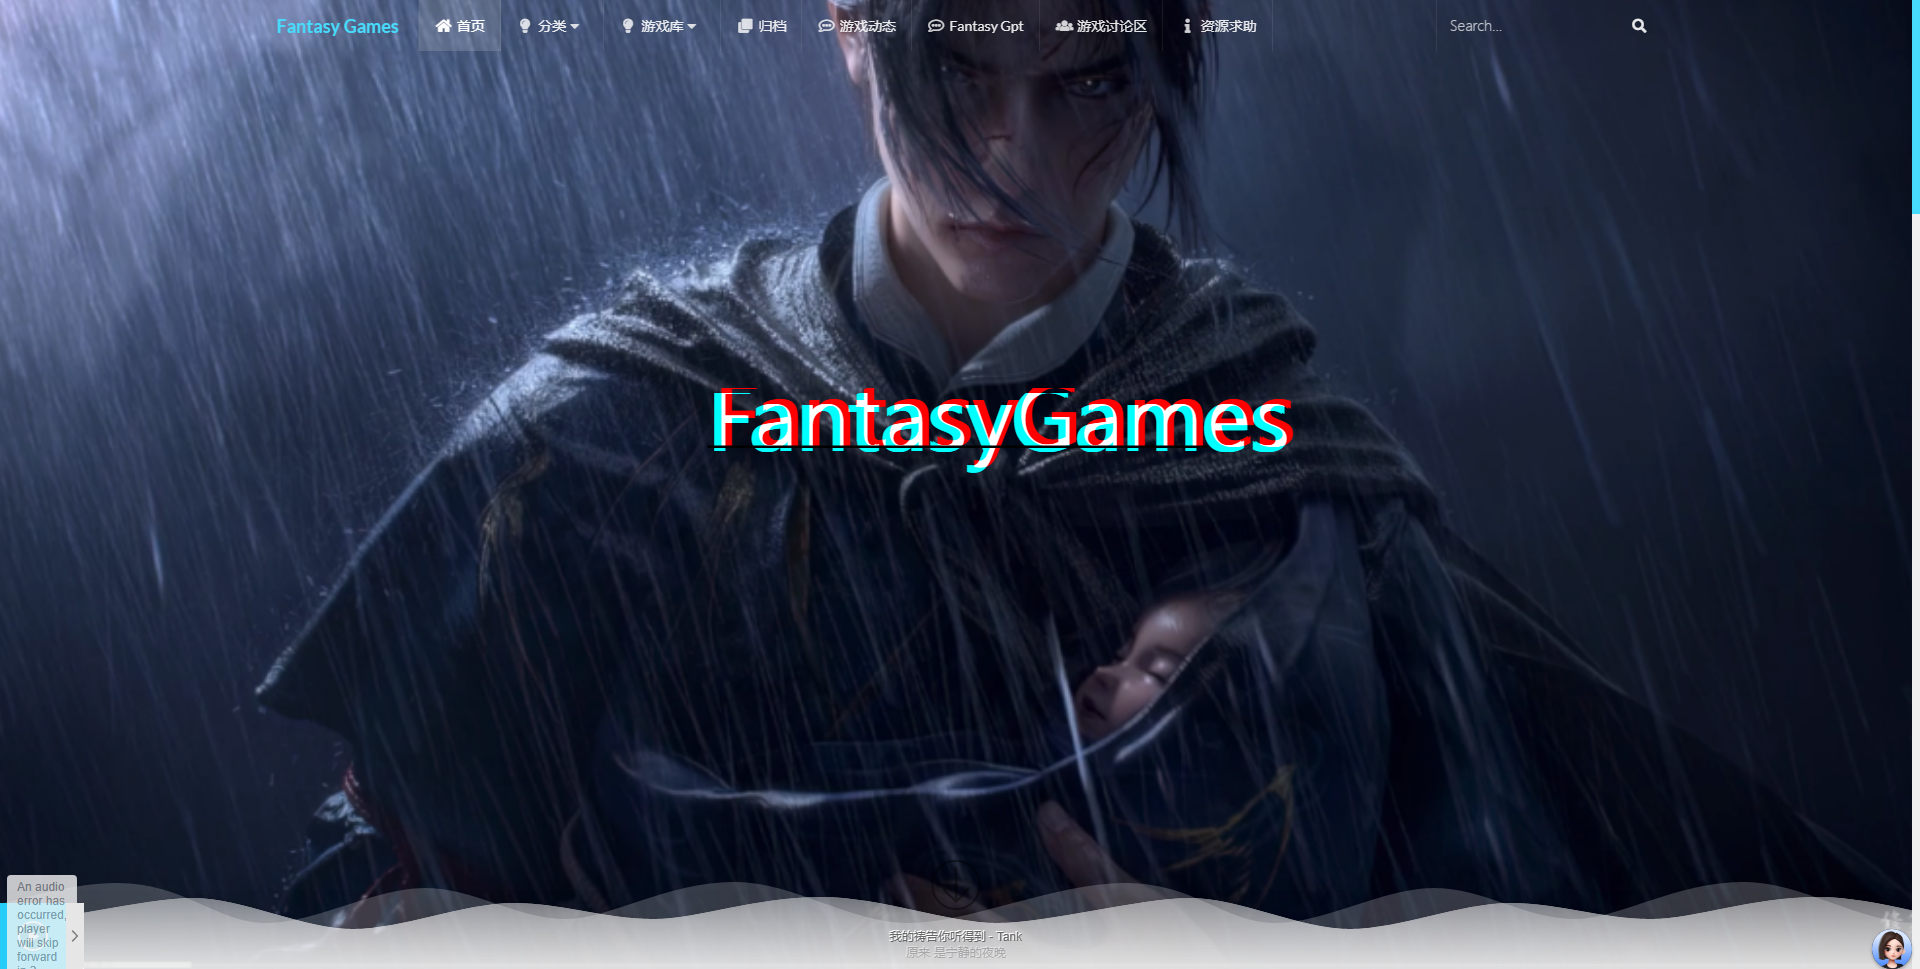 Fantasy Games
首页
分类
游戏库
归档
游戏动态
Fantasy Gpt
游戏讨论区
资源求助
Search...
FantasyGames
An audio
error has
occurred,
player
will skip
forward
我的祷告你听得到 - Tank
原来 是宁静的夜晚